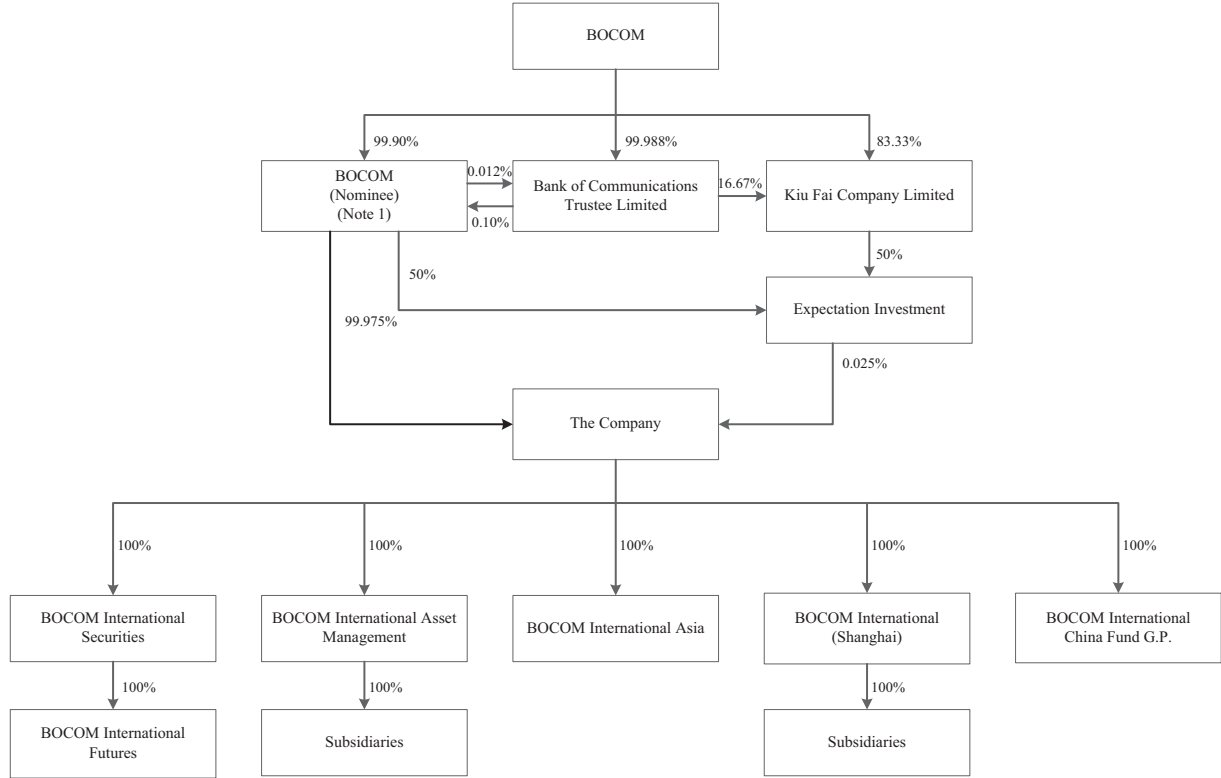 BOCOM
99.90%
99.988%
83.33%
BOCOM
(Nominee)
(Note 1)
0.012%
0.10%
Bank of Communications
Trustee Limited
16.67%
Kiu Fai Company Limited
50%
50%
Expectation Investment
99.975%
0.025%
The Company
100%
100%
100%
100%
100%
BOCOM International
Securities
BOCOM International Asset
Management
BOCOM International Asia
BOCOM International
(Shanghai)
BOCOM International
China Fund G.P.
100%
100%
100%
BOCOM International
Futures
Subsidiaries
Subsidiaries